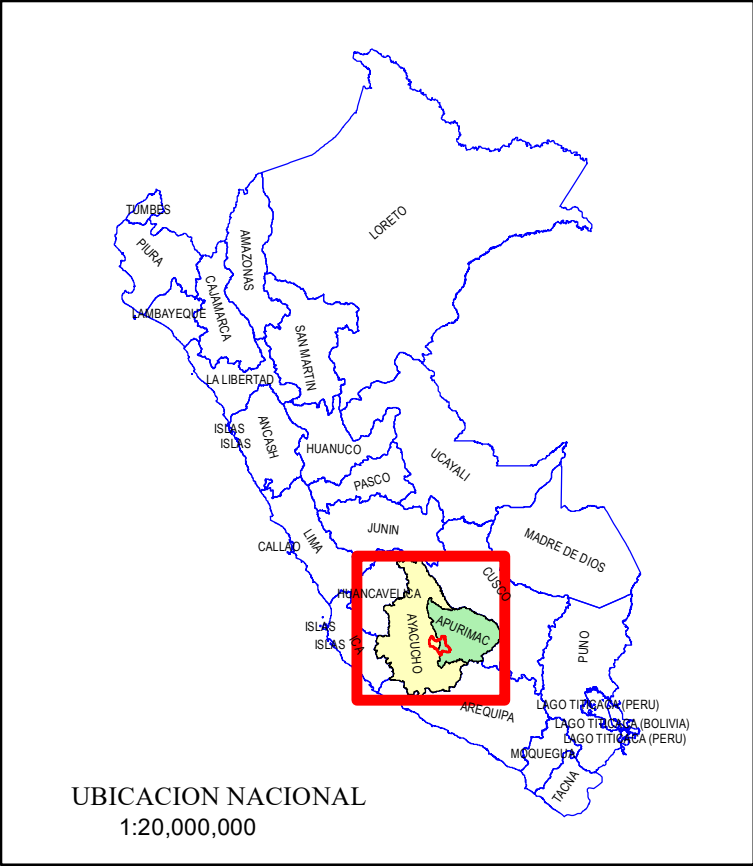 LORETO
TUMBES
PIURA
AMAZONAS
CAJAMARCA
LAMBAYEQUE
SAN MARTIN
LA LIBERTAD
ANCASH
ISLAS
ISLAS
HUANUCO
UCAYALI
PASCO
JUNIN
LIMA
CALLAO
MADRE DE DIOS
CUSCO
HUANCAVELICA
APURIMAC
AYACUCHO
ISLAS
ISLAS
ICA
PUNO
LAGO TITICACA (PERU)
AREQUIPA
LAGO TITICACA (BOLIVIA)
LAGO TITICACA (PERU)
MOQUEGUA
TACNA
UBICACION NACIONAL
1:20,000,000